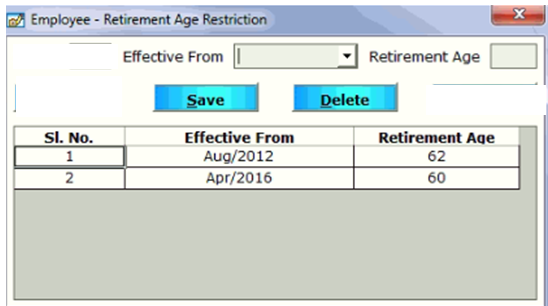 Employee - Retirement Age Restriction
x
Effective From Retirement Age
Save Delete
Sl. No. Effective From Retirement Age
1 Aug/2012 62
2 Apr/2016 60